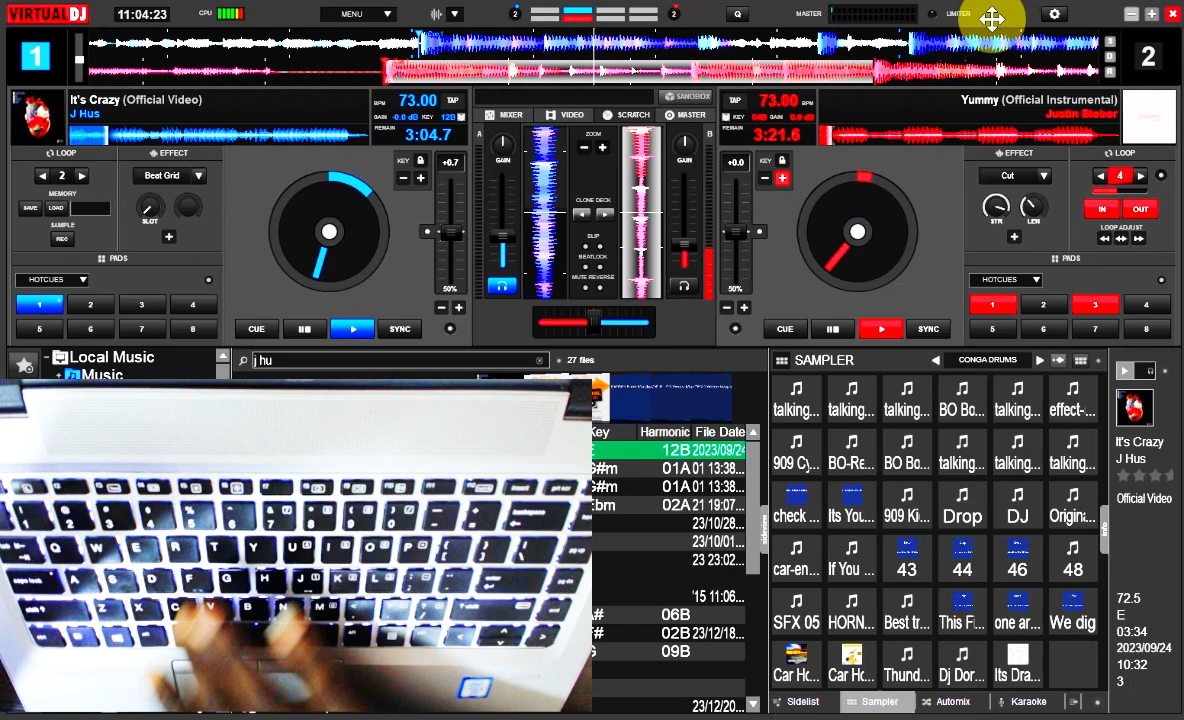 VIRTUAL DJ
11:04:23
CPU
MENU
2
2
Q
MASTER
LIMITER
1
S
D
R
2
It's Crazy (Official Video)
J Hus
BPM 73.00 TAP
GAIN -0.0 dB KEY 12B
REMAIN 3:04.7
SANDBOX
MIXER
VIDEO
SCRATCH
MASTER
TAP 73.00 BPM
KEY GAIN 0.0
REMAIN 3:21.6
Yummy (Official Instrumental)
Justin Bieber
LOOP
EFFECT
2
Beat Grid
MEMORY
SAVE
LOAD
SLOT
SAMPLE
REC
KEY
+0.7
50%
A
GAIN
ZOOM
CLONE DECK
SLIP
BEATLOCK
MUTE REVERSE
GAIN
B
+0.0
KEY
50%
EFFECT
LOOP
Cut
4
STR
LEN
IN
OUT
LOOP ADJUST
PADS
HOTCUES
1
2
3
4
5
6
7
8
CUE
SYNC
CUE
SYNC
PADS
HOTCUES
1
2
3
4
5
6
7
8
Local Music
Music
j hu
27 files
Key
Harmonic
File Date
12B 2023/09/24
G#m 01A 01 13:38...
G#m 01A 01 13:38...
Ebm 02A 21 19:07...
23/10/28...
23/10/01...
23 23:02...
'15 11:06...
06B
02B 23/12/18...
09B
23/12/20...
SAMPLER
CONGA DRUMS
talking...
talking...
talking...
BO Bo...
talking...
effect-...
909 Cy...
BO-Re...
BO Bo...
talking...
talking...
talking...
check ...
Its You...
909 Ki...
Drop
DJ
Origin...
car-en...
If You ...
43
44
46
48
SFX 05
HORN...
Best tr...
This Fi...
one ar...
We dig
Car Ho...
Car Ho...
Thund...
Dj Dor...
Its Dra...
Sidelist
Sampler
Automix
Karaoke
sideview
info
It's Crazy
J Hus
Official Video
72.5
E
03:34
2023/09/24
10:32
3
Q
W
E
R
T
Y
U
I
O
P
A
S
D
F
G
H
J
K
L
Z
X
C
V
B
N
M